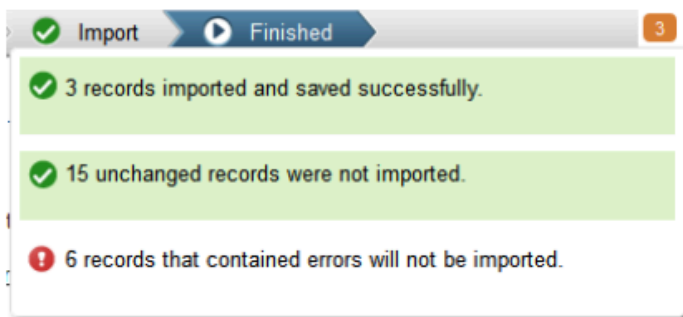 Import
Finished
3
3 records imported and saved successfully.
15 unchanged records were not imported.
6 records that contained errors will not be imported.